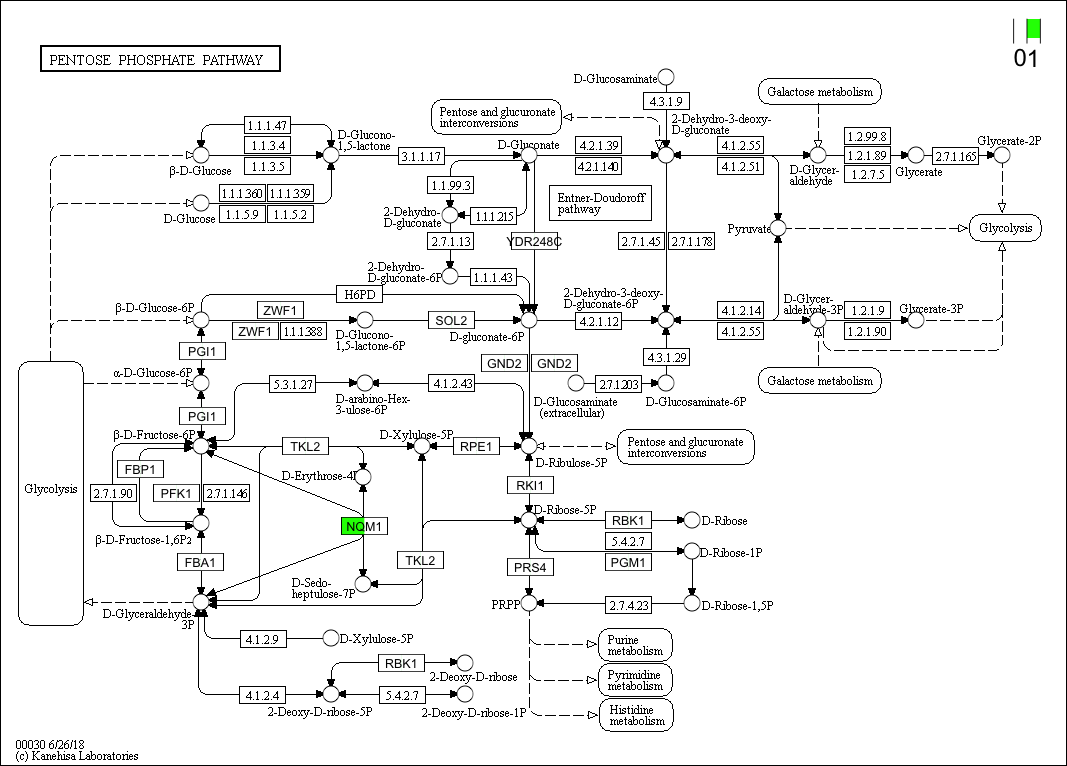 01
PENTOSE PHOSPHATE PATHWAY
D-Glucosaminate
4.3.1.9
Galactose metabolism
Pentose and glucuronate
interconversions
2-Dehydro-3-deoxy-
D-gluconate
1.1.1.47
D-Glucono-
1,5-lactone
1.1.3.4
1.1.3.5
β-D-Glucose
3.1.1.17
D-Gluconate
4.2.1.39
4.2.1.140
4.1.2.55
4.1.2.51
D-Glycer-
aldehyde
1.2.99.8
1.2.1.89
1.2.7.5
Glycerate
2.7.1.165
Glycerate-2P
1.1.1.360
1.1.1.359
1.1.5.9
1.1.5.2
D-Glucose
1.1.99.3
2-Dehydro-
D-gluconate
1.1.1.215
Entner-Doudoroff
pathway
2.7.1.13
YDR248C
2.7.1.45
2.7.1.178
Pyruvate
Glycolysis
2-Dehydro-
D-gluconate-6P
1.1.1.43
H6PD
β-D-Glucose-6P
ZWF1
ZWF1
1.1.1.388
D-Glucono-
1,5-lactone-6P
SOL2
D-gluconate-6P
2-Dehydro-3-deoxy-
D-gluconate-6P
4.2.1.12
4.1.2.14
4.1.2.55
D-Glycer-
aldehyde-3P
1.2.1.9
1.2.1.90
Glycerate-3P
PGI1
GND2
GND2
4.3.1.29
α-D-Glucose-6P
5.3.1.27
D-arabino-Hex-
3-ulose-6P
4.1.2.43
D-Glucosaminate
(extracellular)
2.7.1.203
D-Glucosaminate-6P
Galactose metabolism
PGI1
β-D-Fructose-6P
TKL2
D-Xylulose-5P
RPE1
D-Ribulose-5P
Pentose and glucuronate
interconversions
FBP1
D-Erythrose-4P
2.7.1.90
PFK1
2.7.1.146
Glycolysis
RKI1
D-Ribose-5P
β-D-Fructose-1,6P2
NQM1
RBK1
D-Ribose
5.4.2.7
PGM1
D-Ribose-1P
FBA1
TKL2
PRS4
D-Sedo-
heptulose-7P
D-Glyceraldehyde-
3P
PRPP
2.7.4.23
D-Ribose-1,5P
4.1.2.9
D-Xylulose-5P
Purine
metabolism
RBK1
2-Deoxy-D-ribose
Pyrimidine
metabolism
4.1.2.4
2-Deoxy-D-ribose-5P
5.4.2.7
2-Deoxy-D-ribose-1P
Histidine
metabolism
00030 6/26/18
(c) Kanehisa Laboratories